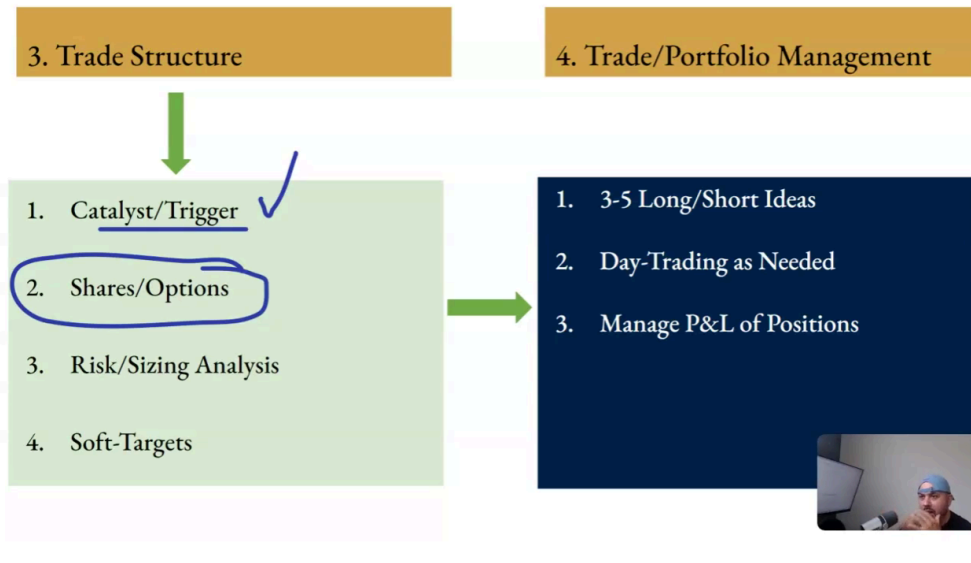 3. Trade Structure
1. Catalyst/Trigger
2. Shares/Options
3. Risk/Sizing Analysis
4. Soft-Targets
4. Trade/Portfolio Management
1. 3-5 Long/Short Ideas
2. Day-Trading as Needed
3. Manage P&L of Positions